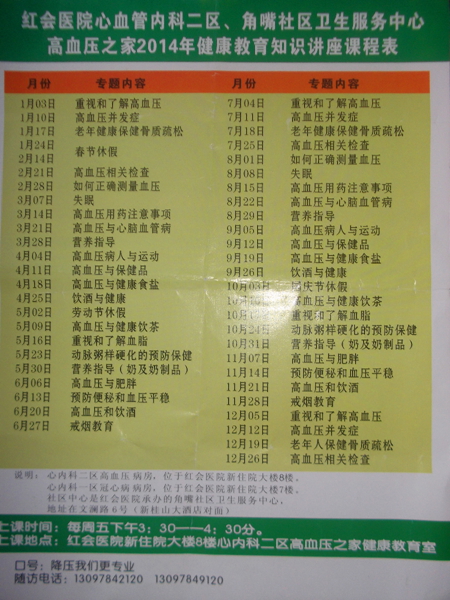 红会医院心血管内科二区、角嘴社区卫生服务中心
高血压之家2014年健康教育知识讲座课程表
月份 专题内容
1月03日 重视和了解高血压
1月10日 高血压并发症
1月17日 老年健康保健骨质疏松
1月24日
2月14日 春节休假
2月21日 高血压相关检查
2月28日 如何正确测量血压
3月07日 失眠
3月14日 高血压用药注意事项
3月21日 高血压与心脑血管病
3月28日 营养指导
4月04日 高血压病人与运动
4月11日 高血压与保健品
4月18日 高血压与健康食盐
4月25日 饮酒与健康
5月02日 劳动节休假
5月09日 高血压与健康饮茶
5月16日 重视和了解血脂
5月23日 动脉粥样硬化的预防保健
5月30日 营养指导(奶及奶制品)
6月06日 高血压与肥胖
6月13日 预防便秘和血压平稳
6月20日 高血压和饮酒
6月27日 戒烟教育
月份 专题内容
7月04日 重视和了解高血压
7月11日 高血压并发症
7月18日 老年健康保健骨质疏松
7月25日 高血压相关检查
8月01日 如何正确测量血压
8月08日 失眠
8月15日 高血压用药注意事项
8月22日 高血压与心脑血管病
8月29日 营养指导
9月05日 高血压病人与运动
9月12日 高血压与保健品
9月19日 高血压与健康食盐
9月26日 饮酒与健康
10月03日 国庆节休假
高血压与健康饮茶
重视和了解血脂
10月24日 动脉粥样硬化的预防保健
10月31日 营养指导(奶及奶制品)
11月07日 高血压与肥胖
11月14日 预防便秘和血压平稳
11月21日 高血压和饮酒
11月28日 戒烟教育
12月05日 重视和了解高血压
12月12日 高血压并发症
12月19日 老年人保健骨质疏松
12月26日 高血压相关检查
说明: 心内科二区高血压病房,位于红会医院新住院大楼8楼。
心内科一区冠心病病房,位于红会医院新住院大楼7楼。
社区中心是红会医院承办的角嘴社区卫生服务中心,
地址在文澜路6号(新桂山大酒店对面)
上课时间:每周五下午3:30——4:30分。
上课地点:红会医院新住院大楼8楼心内科二区高血压之家健康教育室
口号:降压我们更专业
随访电话:13097842120 13097849120